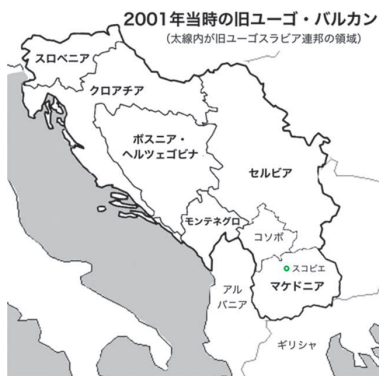 2001年当時の旧ユーゴ・バルカン
(太線内が旧ユーゴスラビア連邦の領域)
スロベニア
クロアチア
ボスニア・
ヘルツェゴビナ
セルビア
モンテネグロ
コソボ
スコピエ
マケドニア
アル
バニア
ギリシャ